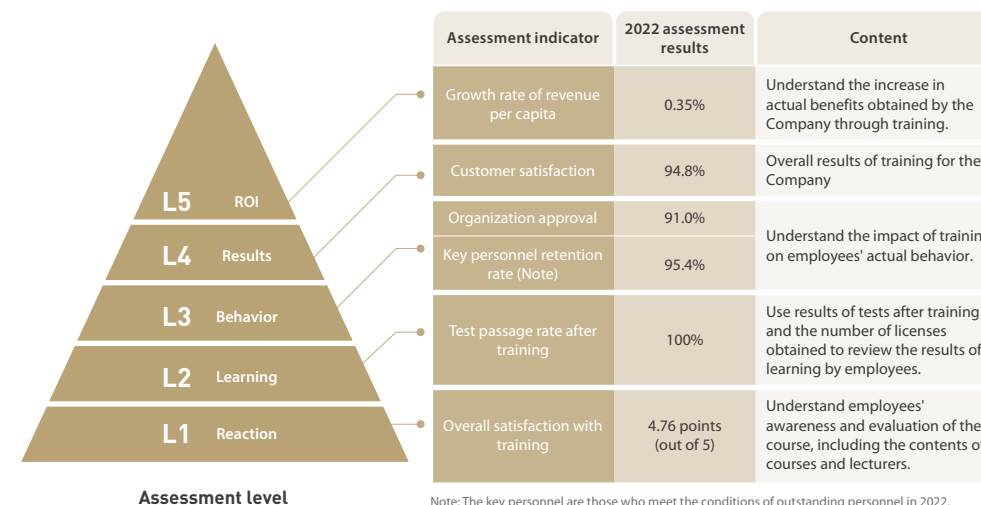 Assessment indicator
2022 assessment
results
Content
Growth rate of revenue
per capita
0.35%
Understand the increase in
actual benefits obtained by the
Company through training.
Customer satisfaction
94.8%
Overall results of training for the
Company
Organization approval
91.0%
Key personnel retention
rate (Note)
95.4%
Understand the impact of
on employees' actual behavior.
Test passage rate after
training
100%
Use results of tests after training
and the number of licenses
obtained to review the results of
learning by employees.
Overall satisfaction with
training
4.76 points
(out of 5)
Understand employees'
awareness and evaluation of the
course, including the contents
courses and lecturers.
L5 ROI
L4 Results
L3 Behavior
L2 Learning
L1 Reaction
Assessment level
Note: The key personnel are those who meet the conditions of outstanding personnel in 2022.